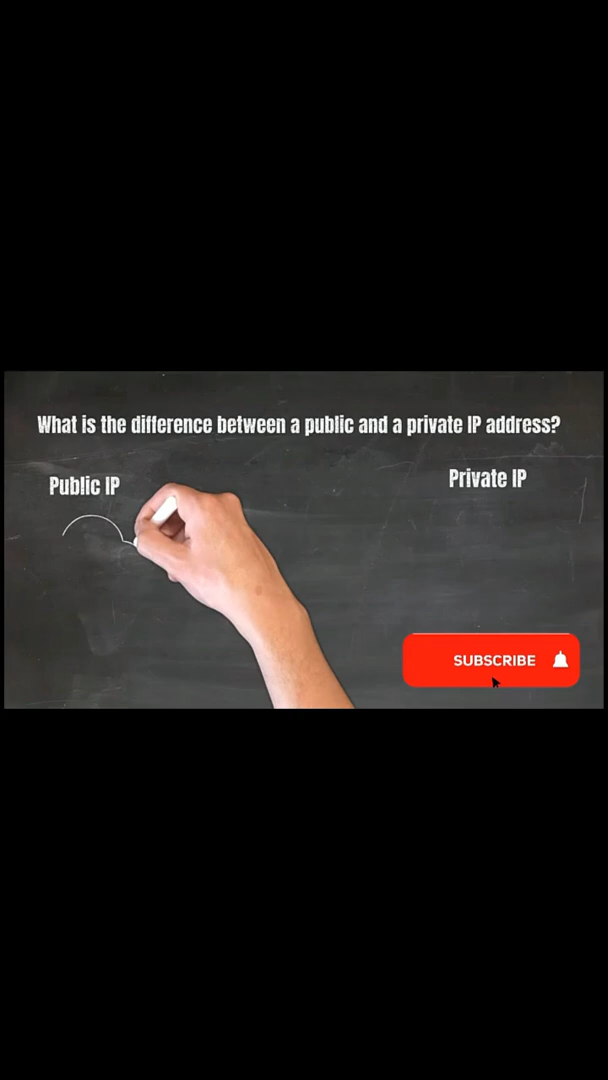 What is the difference between a public and a private IP address?
Public IP
Private IP
SUBSCRIBE